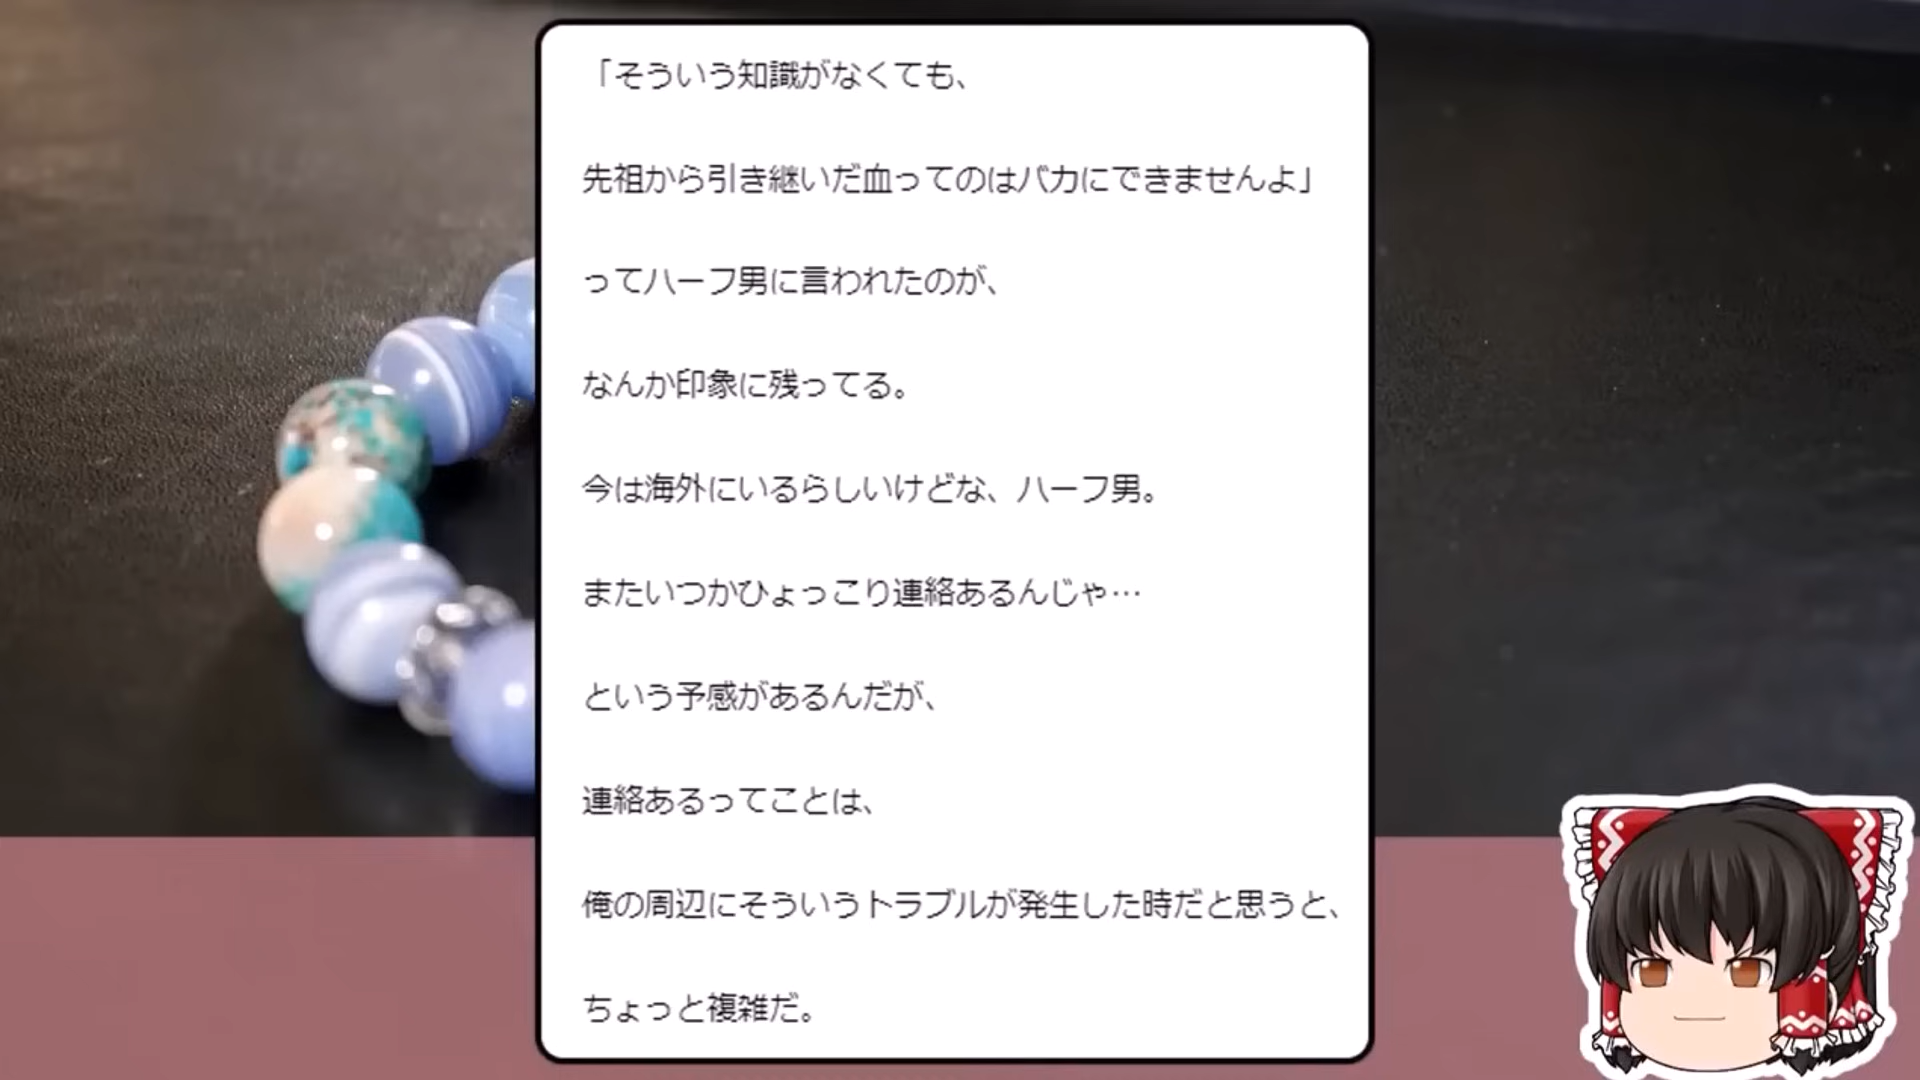 「そういう知識がなくても、
先祖から引き継いだ血ってのはバカにできませんよ」
ってハーフ男に言われたのが、
なんか印象に残ってる。
今は海外にいるらしいけどな、ハーフ男。
またいつかひょっこり連絡あるんじゃ…
という予感があるんだが、
連絡あるってことは、
俺の周辺にそういうトラブルが発生した時だと思うと、
ちょっと複雑だ。